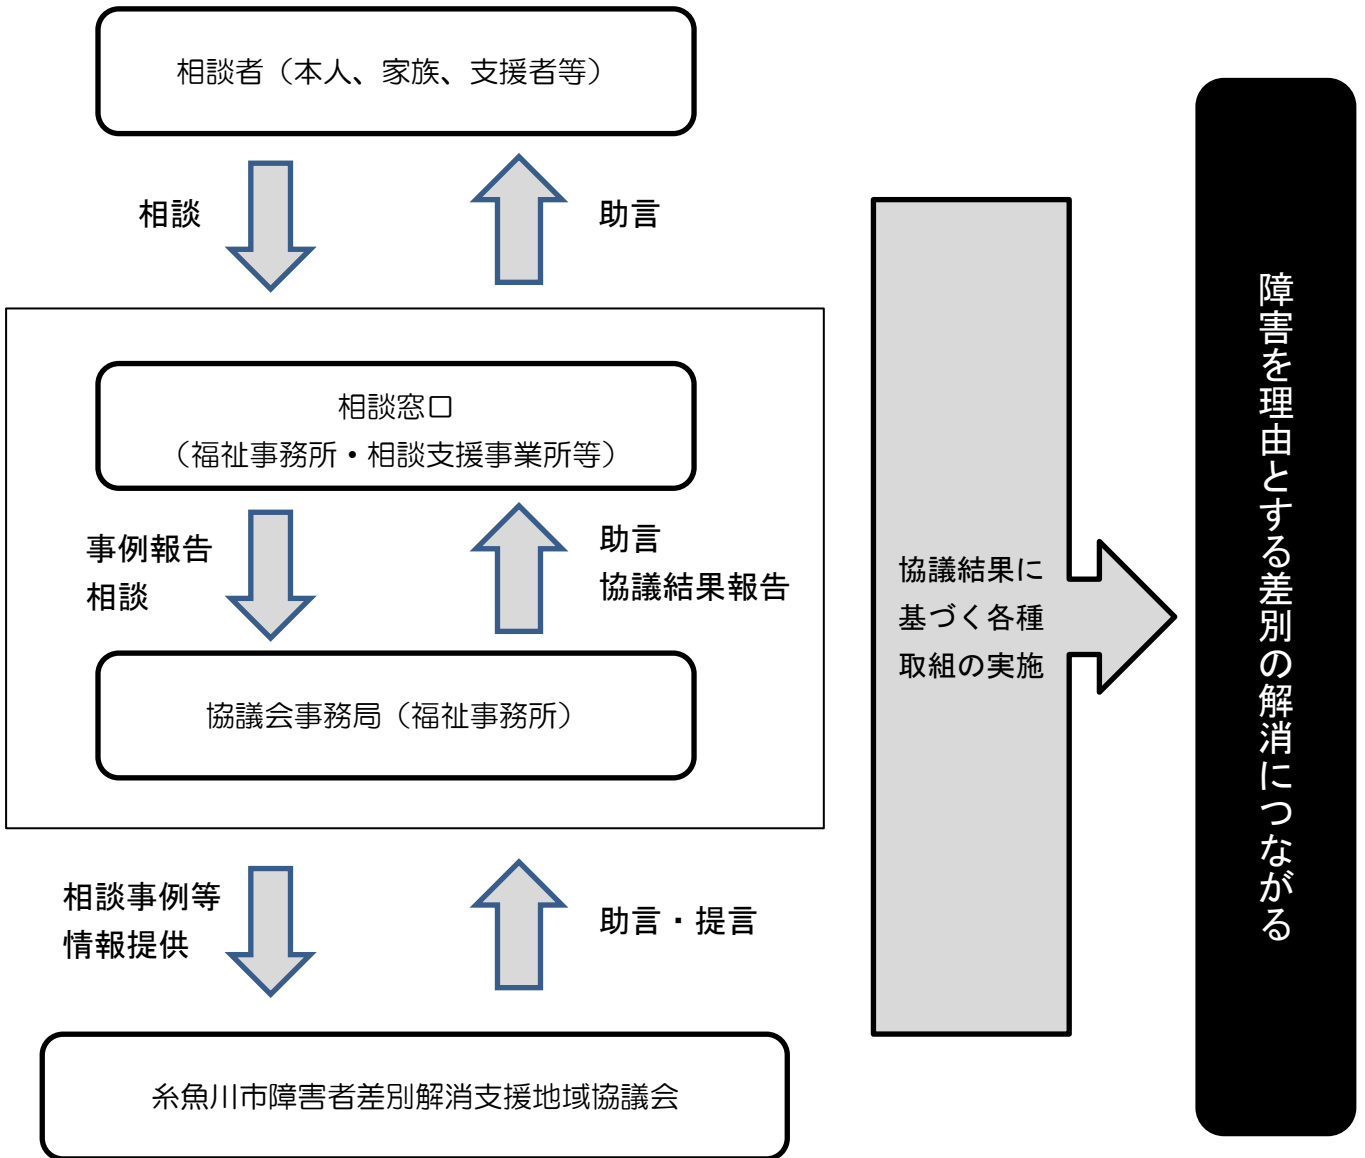 相談者（本人、家族、支援者等）
相談
助言
相談窓口
（福祉事務所・相談支援事業所等）
事例報告
相談
助言
協議結果報告
協議会事務局（福祉事務所）
相談事例等
情報提供
助言・提言
糸魚川市障害者差別解消支援地域協議会
協議結果に
基づく各種
取組の実施
障害を理由とする差別の解消につながる